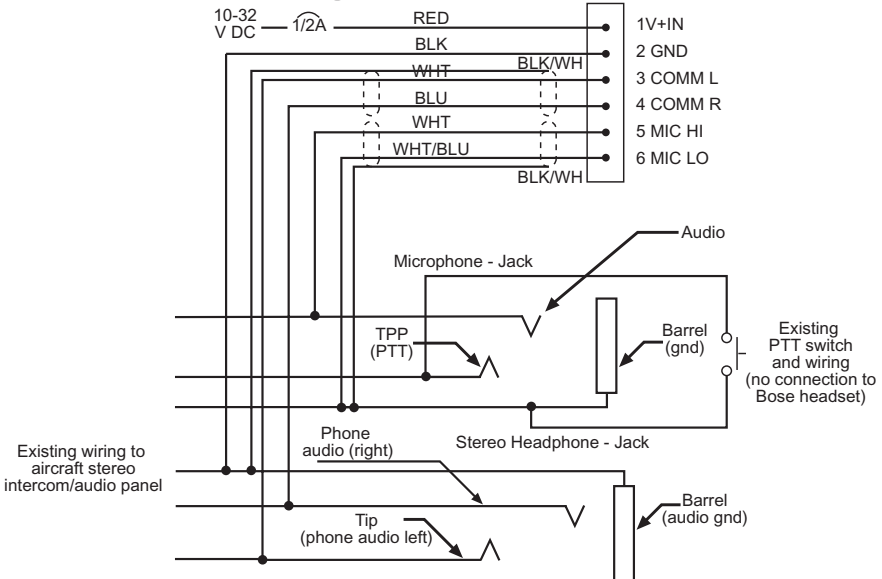 10-32
V DC
1/2A
RED
1V+IN
BLK
2 GND
BLK/WH
WHT
3 COMM L
BLU
4 COMM R
WHT
5 MIC HI
WHT/BLU
6 MIC LO
BLK/WH
Audio
Microphone - Jack
TPP
(PTT)
Barrel
(gnd)
Existing
PTT switch
and wiring
(no connection to
Bose headset)
Phone
audio (right)
Stereo Headphone - Jack
Existing wiring to
aircraft stereo
intercom/audio panel
Tip
(phone audio left)
Barrel
(audio gnd)